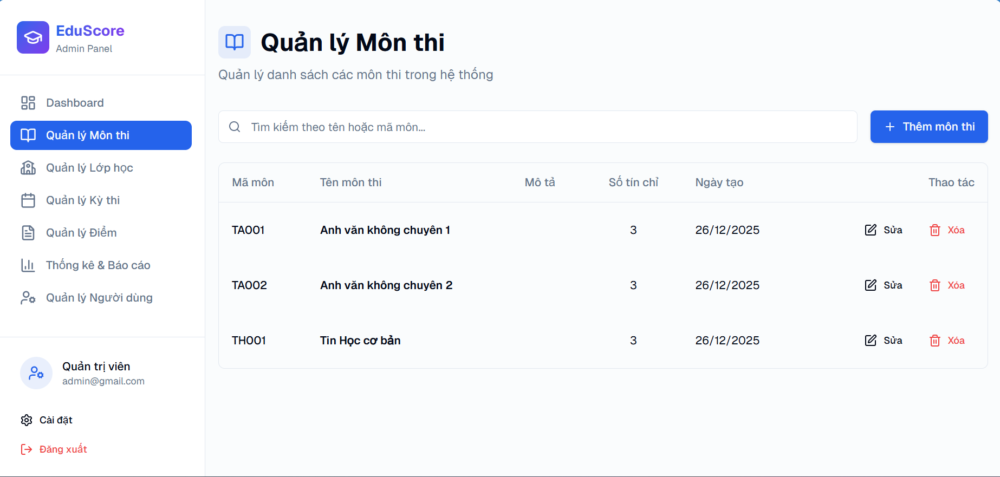 EduScore
Admin Panel
Dashboard
Quản lý Môn thi
Quản lý Lớp học
Quản lý Kỳ thi
Quản lý Điểm
Thống kê & Báo cáo
Quản lý Người dùng
Quản trị viên
admin@gmail.com
Cài đặt
Đăng xuất
Quản lý Môn thi
Quản lý danh sách các môn thi trong hệ thống
Tìm kiếm theo tên hoặc mã môn...
Thêm môn thi
Mã môn Tên môn thi Mô tả Số tín chỉ Ngày tạo Thao tác
TA001 Anh văn không chuyên 1 3 26/12/2025 Sửa Xóa
TA002 Anh văn không chuyên 2 3 26/12/2025 Sửa Xóa
TH001 Tin Học cơ bản 3 26/12/2025 Sửa Xóa